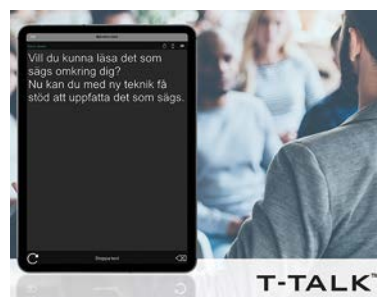 Vill du kunna läsa det som
sägs omkring dig?
Nu kan du med ny teknik få
stöd att uppfatta det som sägs.
T-TALK™